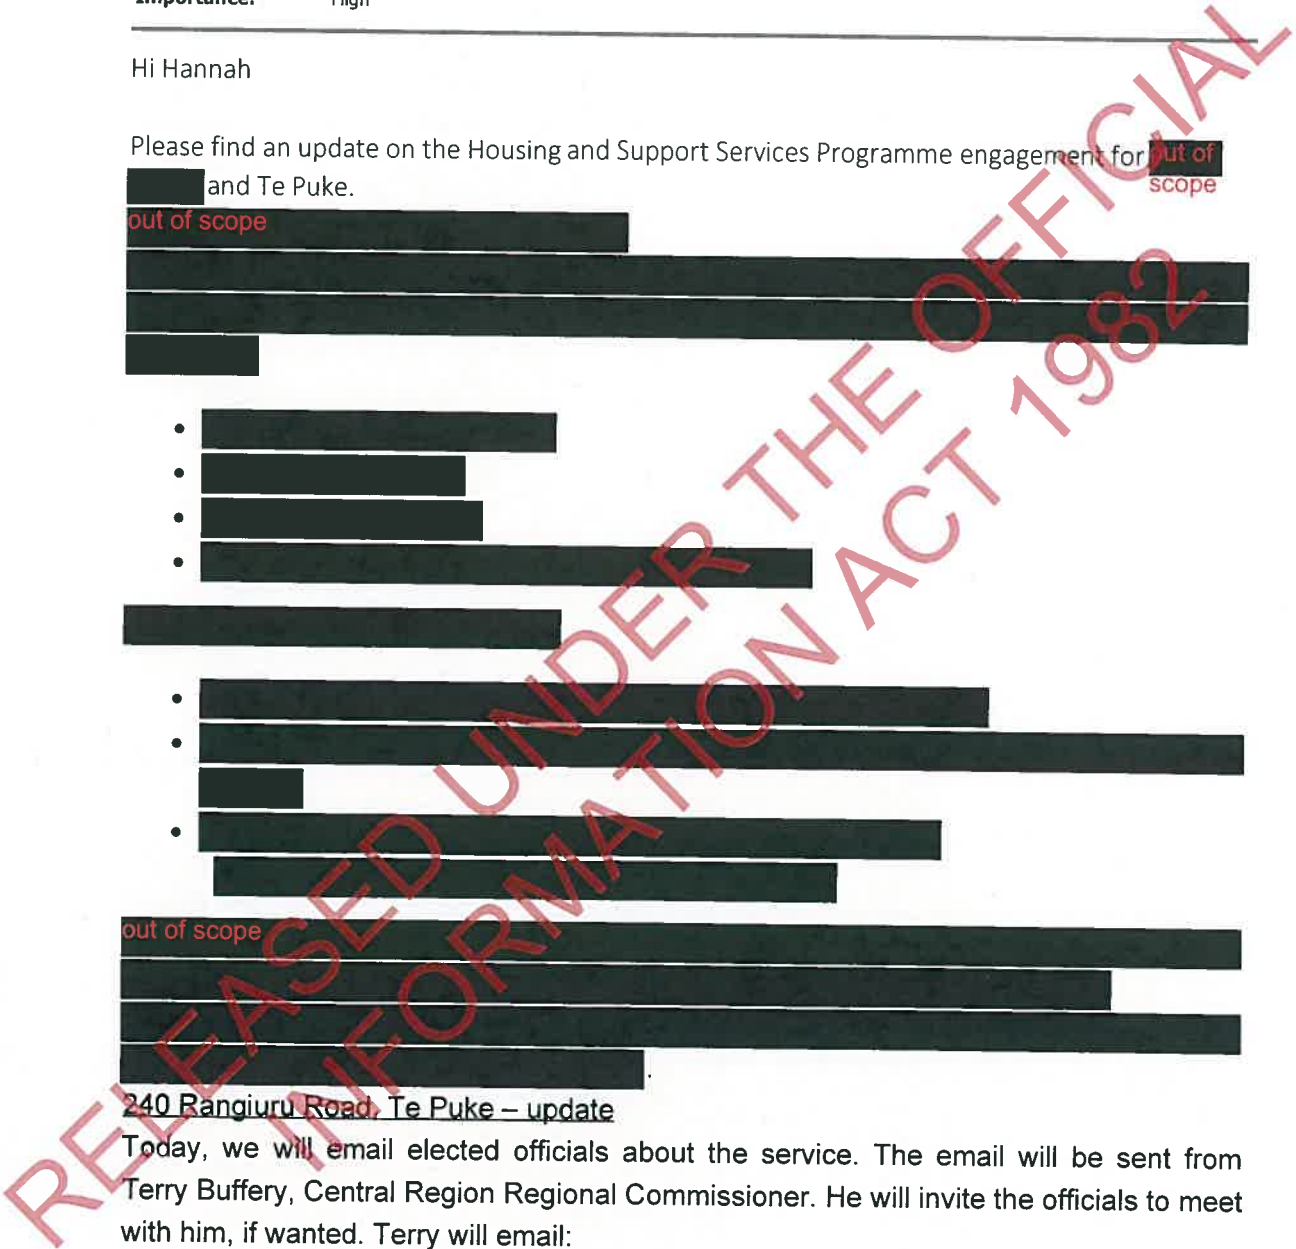 Importance: High
Hi Hannah
Please find an update on the Housing and Support Services Programme engagement for out of
scope
and Te Puke.
out of scope
out of scope
240 Rangiuru Road, Te Puke – update
Today, we will email elected officials about the service. The email will be sent from
Terry Buffery, Central Region Regional Commissioner. He will invite the officials to meet
with him, if wanted. Terry will email:
RELEASED UNDER THE OFFICIAL
INFORMATION ACT 1982